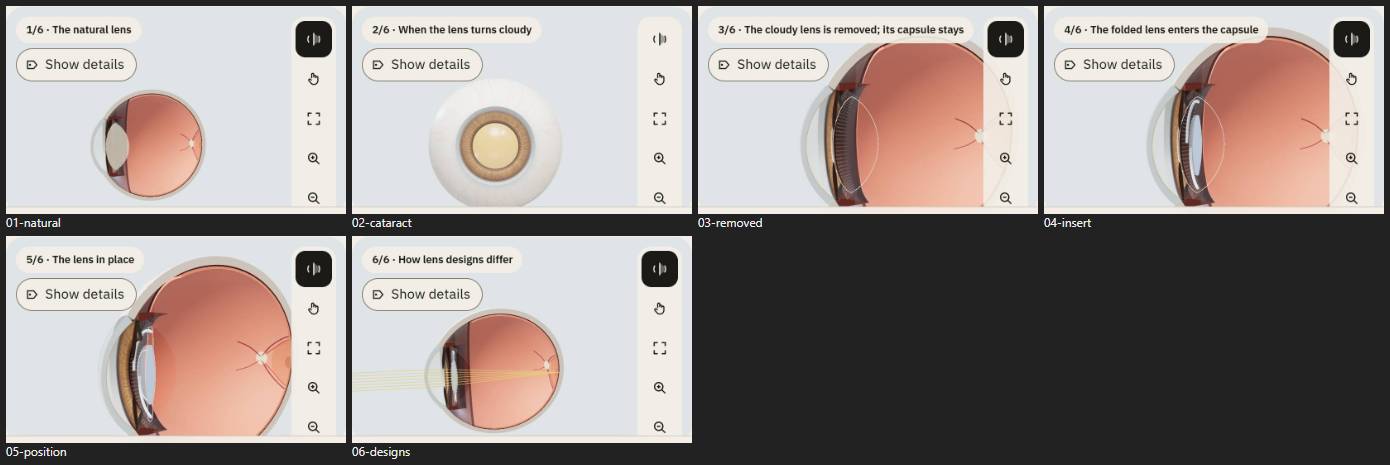 1/6 · The natural lens
Show details
01-natural
2/6 · When the lens turns cloudy
Show details
02-cataract
3/6 · The cloudy lens is removed; its capsule stays
Show details
03-removed
4/6 · The folded lens enters the capsule
Show details
04-insert
5/6 · The lens in place
Show details
05-position
6/6 · How lens designs differ
Show details
06-designs